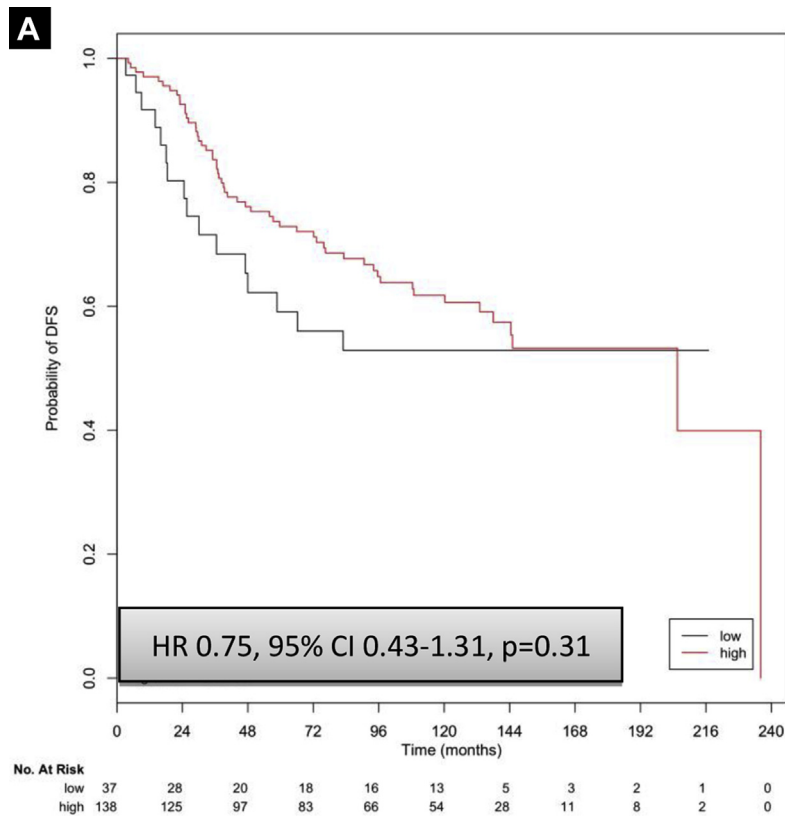 A
1.0
0.8
0.6
0.4
0.2
0.0
Probability of DFS
HR 0.75, 95% CI 0.43-1.31, p=0.31
low
high
0 24 48 72 96 120 144 168 192 216 240
Time (months)
No. At Risk
low 37 28 20 18 16 13 5 3 2 1 0
high 138 125 97 83 66 54 28 11 8 2 0